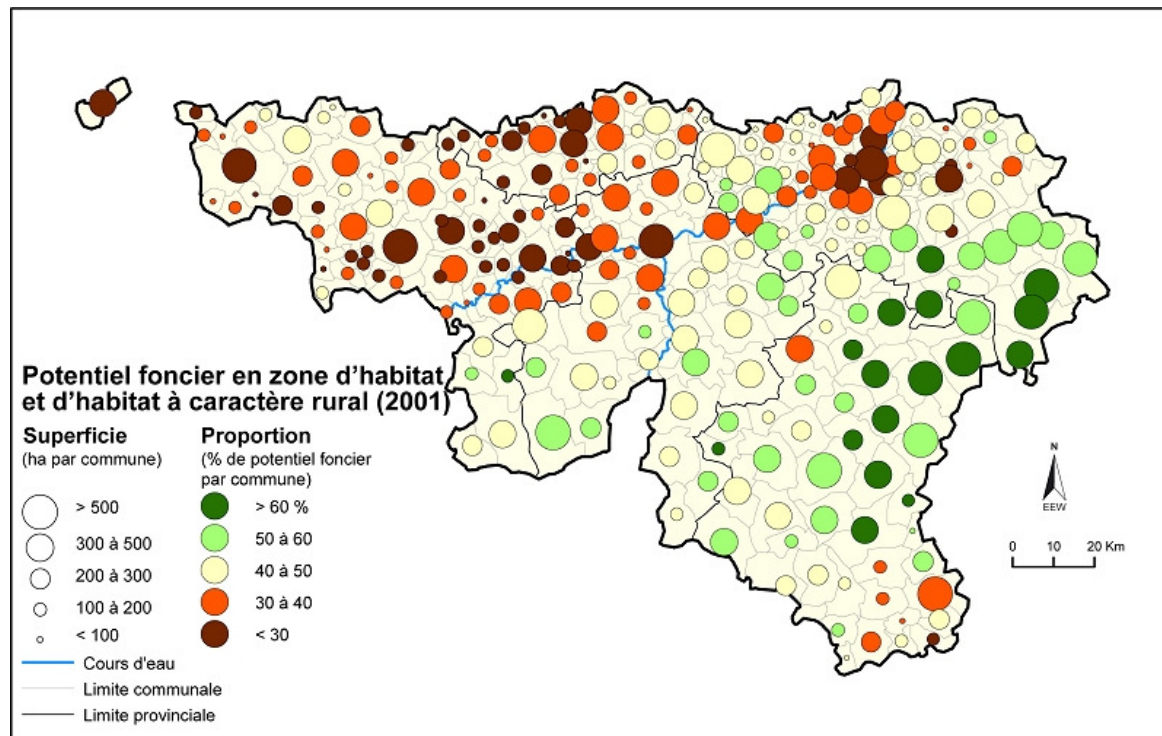 Potentiel foncier en zone d'habitat
et d'habitat à caractère rural (2001)
Superficie
(ha par commune)
> 500
300 à 500
200 à 300
100 à 200
< 100
Proportion
(% de potentiel foncier
par commune)
> 60 %
50 à 60
40 à 50
30 à 40
< 30
Cours d'eau
Limite communale
Limite provinciale
N
EEW
0 10 20 Km